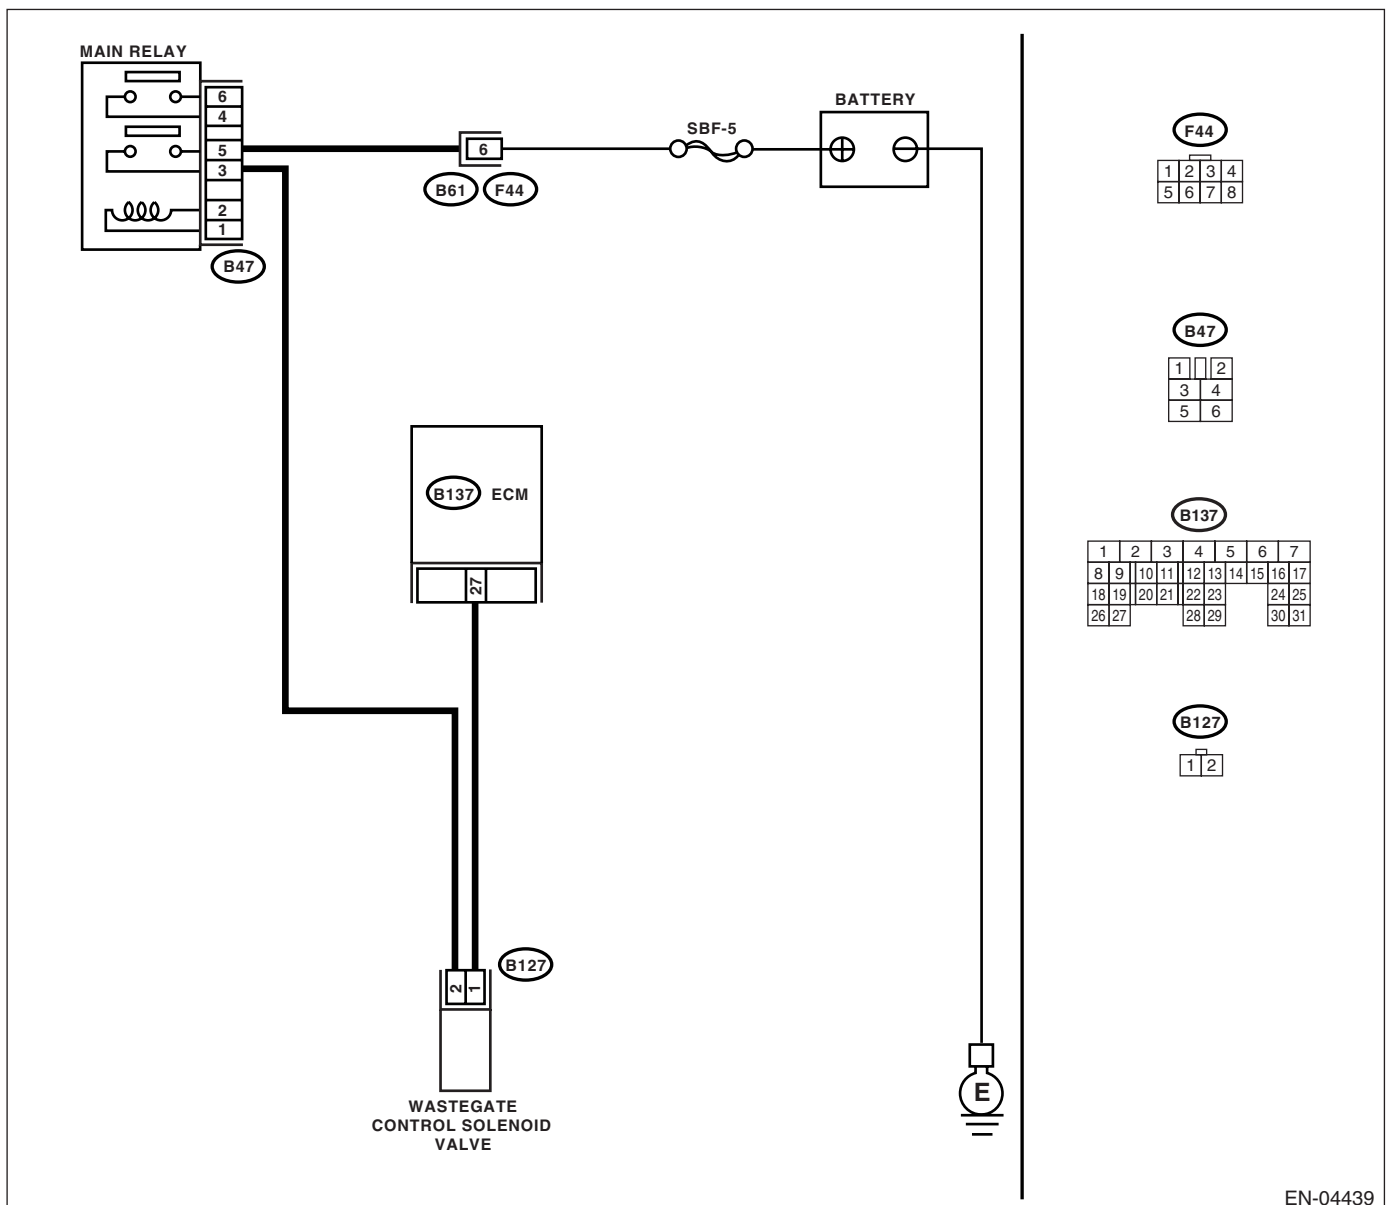 MAIN RELAY
6
4
5
3
2
1
B47
6
B61 F44
SBF-5
BATTERY
B137 ECM
27
2 1
B127
WASTEGATE
CONTROL SOLENOID
VALVE
E
F44
1 2 3 4
5 6 7 8
B47
1 2
3 4
5 6
B137
1 2 3 4 5 6 7
8 9 10 11 12 13 14 15 16 17
18 19 20 21 22 23 24 25
26 27 28 29 30 31
B127
1 2
EN-04439